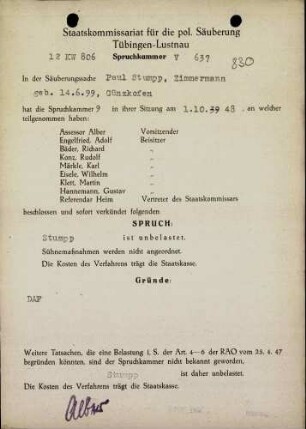 Staatskommissariat für die pol. Säuberung
Tübingen-Lustnau
12 KW 806 Spruchkammer V 637 830
In der Säuberungssache Paul Stumpp, Zimmermann
geb. 14.6.99, Günzkofen
hat die Spruchkammer 9 in ihrer Sitzung am 1.10.39 48, an welcher
teilgenommen haben:
Assessor Alber Vorsitzender
Engelfried, Adolf Beisitzer
Bäder, Richard "
Konz, Rudolf "
Märkle, Karl "
Eisele, Wilhelm "
Klett, Martin "
Hannemann, Gustav "
Referendar Heim Vertreter des Staatskommissars
beschlossen und sofort verkündet folgenden
SPRUCH:
Stumpp ist unbelastet.
Sühnemaßnahmen werden nicht angeordnet.
Die Kosten des Verfahrens trägt die Staatskasse.
Gründe:
DAF
Weitere Tatsachen, die eine Belastung i. S. der Art. 4—6 der RAO vom 25. 4. 47
begründen könnten, sind der Spruchkammer nicht bekannt geworden.
Stumpp ist daher unbelastet.
Die Kosten des Verfahrens trägt die Staatskasse.
Alber